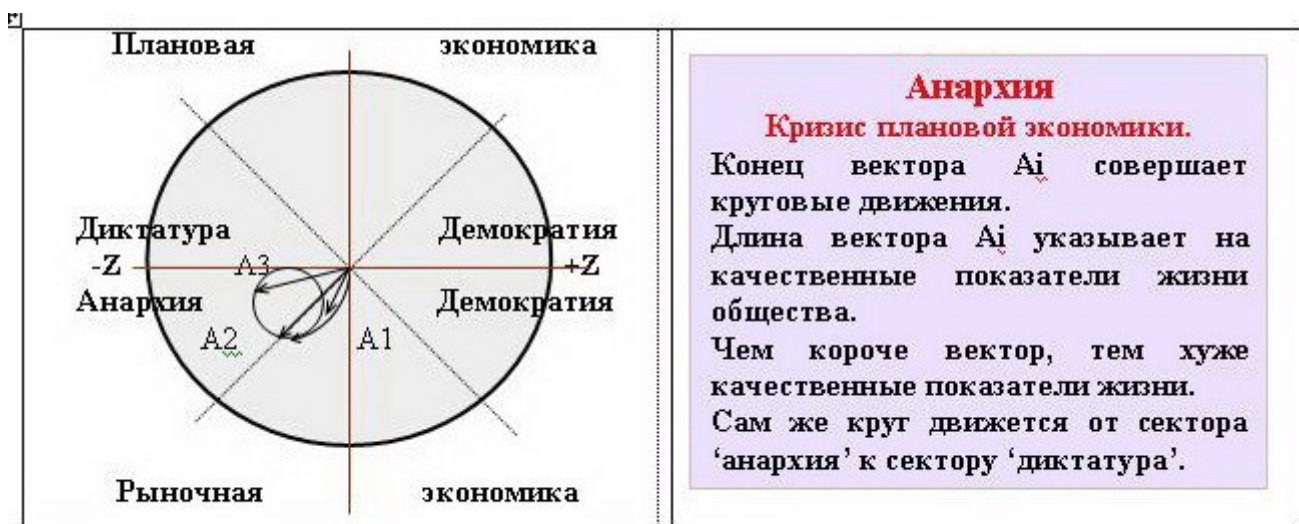 Плановая экономика
Диктатура Демократия
-Z A3 +Z
Анархия Демократия
A2 A1
Рыночная экономика
Анархия
Кризис плановой экономики.
Конец вектора Ai совершает
круговые движения.
Длина вектора Ai указывает на
качественные показатели жизни
общества.
Чем короче вектор, тем хуже
качественные показатели жизни.
Сам же круг движется от сектора
‘анархия’ к сектору ‘диктатура’.